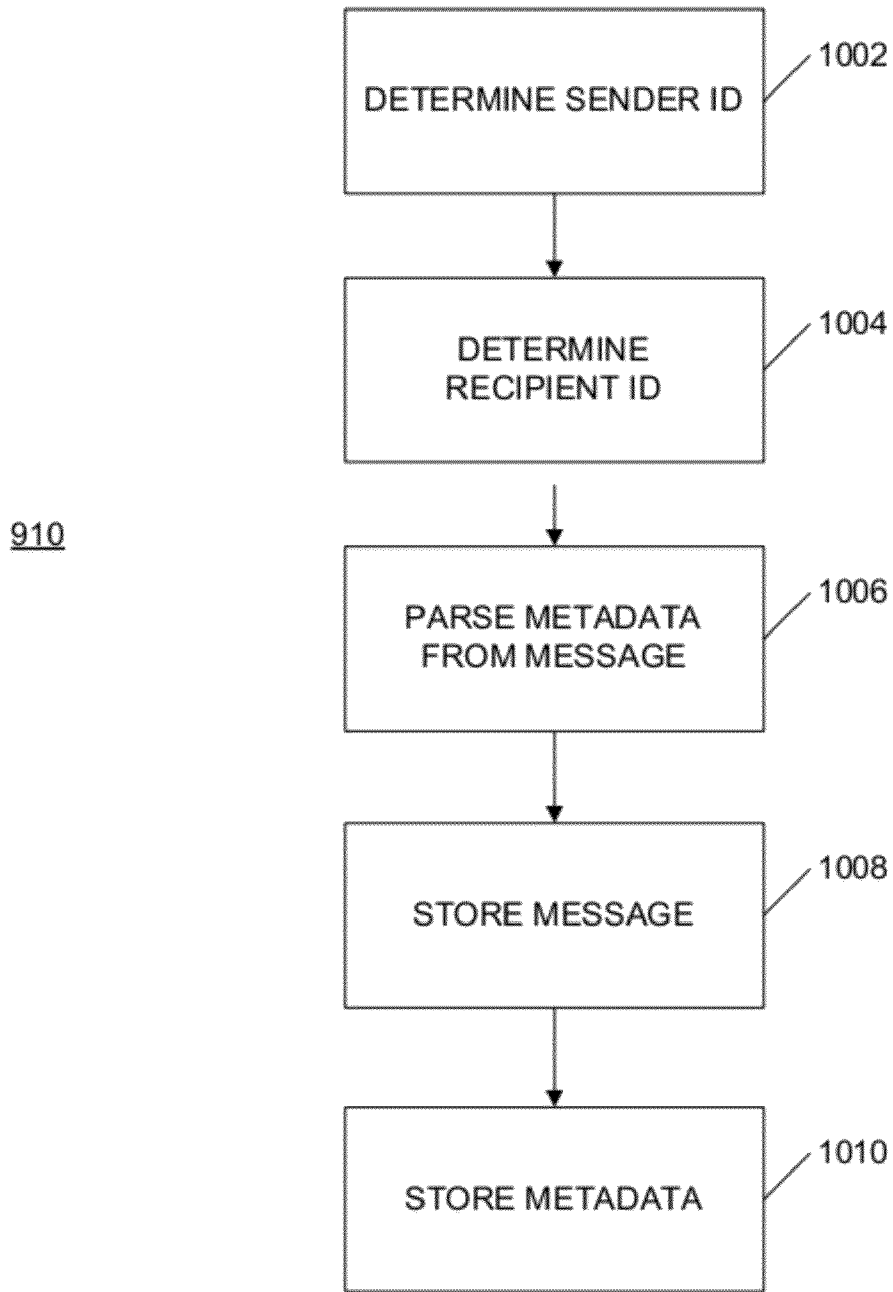 1002
DETERMINE SENDER ID
1004
DETERMINE
RECIPIENT ID
910
1006
PARSE METADATA
FROM MESSAGE
1008
STORE MESSAGE
1010
STORE METADATA